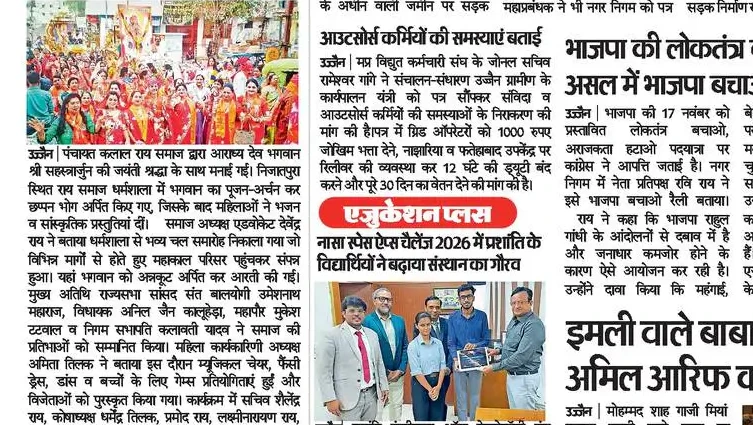 उज्जैन | पंचायत कलाल राय समाज द्वारा आराध्य देव भगवान
श्री सहस्त्रार्जुन की जयंती श्रद्धा के साथ मनाई गई। निजातपुरा
स्थित राय समाज धर्मशाला में भगवान का पूजन-अर्चन कर
छप्पन भोग अर्पित किए गए, जिसके बाद महिलाओं ने भजन
व सांस्कृतिक प्रस्तुतियां दीं। समाज अध्यक्ष एडवोकेट देवेंद्र
राय ने बताया धर्मशाला से भव्य चल समारोह निकाला गया जो
विभिन्न मार्गो से होते हुए महाकाल परिसर पहुंचकर संपन्न
हुआ। यहां भगवान को अन्नकूट अर्पित कर आरती की गई।
मुख्य अतिथि राज्यसभा सांसद संत बालयोगी उमेशनाथ
महाराज, विधायक अनिल जैन कालूहेड़ा, महापौर मुकेश
टटवाल व निगम सभापति कलावती यादव ने समाज की
प्रतिभाओं को सम्मानित किया। महिला कार्यकारिणी अध्यक्ष
अमिता तिलक ने बताया इस दौरान म्यूजिकल चेयर, फैंसी
ड्रेस, डांस व बच्चों के लिए गेम्स प्रतियोगिताएं हुईं और
विजेताओं को पुरस्कृत किया गया। कार्यक्रम में सचिव शैलेंद्र
राय, कोषाध्यक्ष धर्मेंद्र तिलक, प्रमोद राय, लक्ष्मीनारायण राय,
के अधीन वाली जमीन पर सड़क
महाप्रबंधक ने भी नगर निगम को पत्र
सड़क निर्माण
आउटसोर्स कर्मियों की समस्याएं बताई
उज्जैन | मप्र विद्युत कर्मचारी संघ के जोनल सचिव
रामेश्वर गांगे ने संचालन-संधारण उज्जैन ग्रामीण के
कार्यपालन यंत्री को पत्र सौंपकर संविदा व
आउटसोर्स कर्मियों की समस्याओं के निराकरण की
मांग की है।पत्र में ग्रिड ऑपरेटरों को 1000 रुपए
जोखिम भत्ता देने, नाझारिया व फतेहाबाद उपकेंद्र पर
रिलीवर की व्यवस्था कर 12 घंटे की ड्यूटी बंद
करने और पूरे 30 दिन का वेतन देने की मांग की है।
एजुकेशन प्लस
नासा स्पेस ऐप्स चैलेंज 2026 में प्रशांति के
विद्यार्थियों ने बढ़ाया संस्थान का गौरव
भाजपा की लोकतंत्र
असल में भाजपा बचाओ
उज्जैन | भाजपा की 17 नवंबर को
प्रस्तावित लोकतंत्र बचाओ,
अराजकता हटाओ पदयात्रा पर
कांग्रेस ने आपत्ति जताई है। नगर
निगम में नेता प्रतिपक्ष रवि राय ने
इसे भाजपा बचाओ रैली बताया।
राय ने कहा कि भाजपा राहुल
गांधी के आंदोलनों से दबाव में है
और जनाधार कमजोर होने के
कारण ऐसे आयोजन कर रही है।
उन्होंने दावा किया कि महंगाई,
इमली वाले बाबा
अमिल आरिफ
उज्जैन | मोहम्मद शाह गाजी मियां